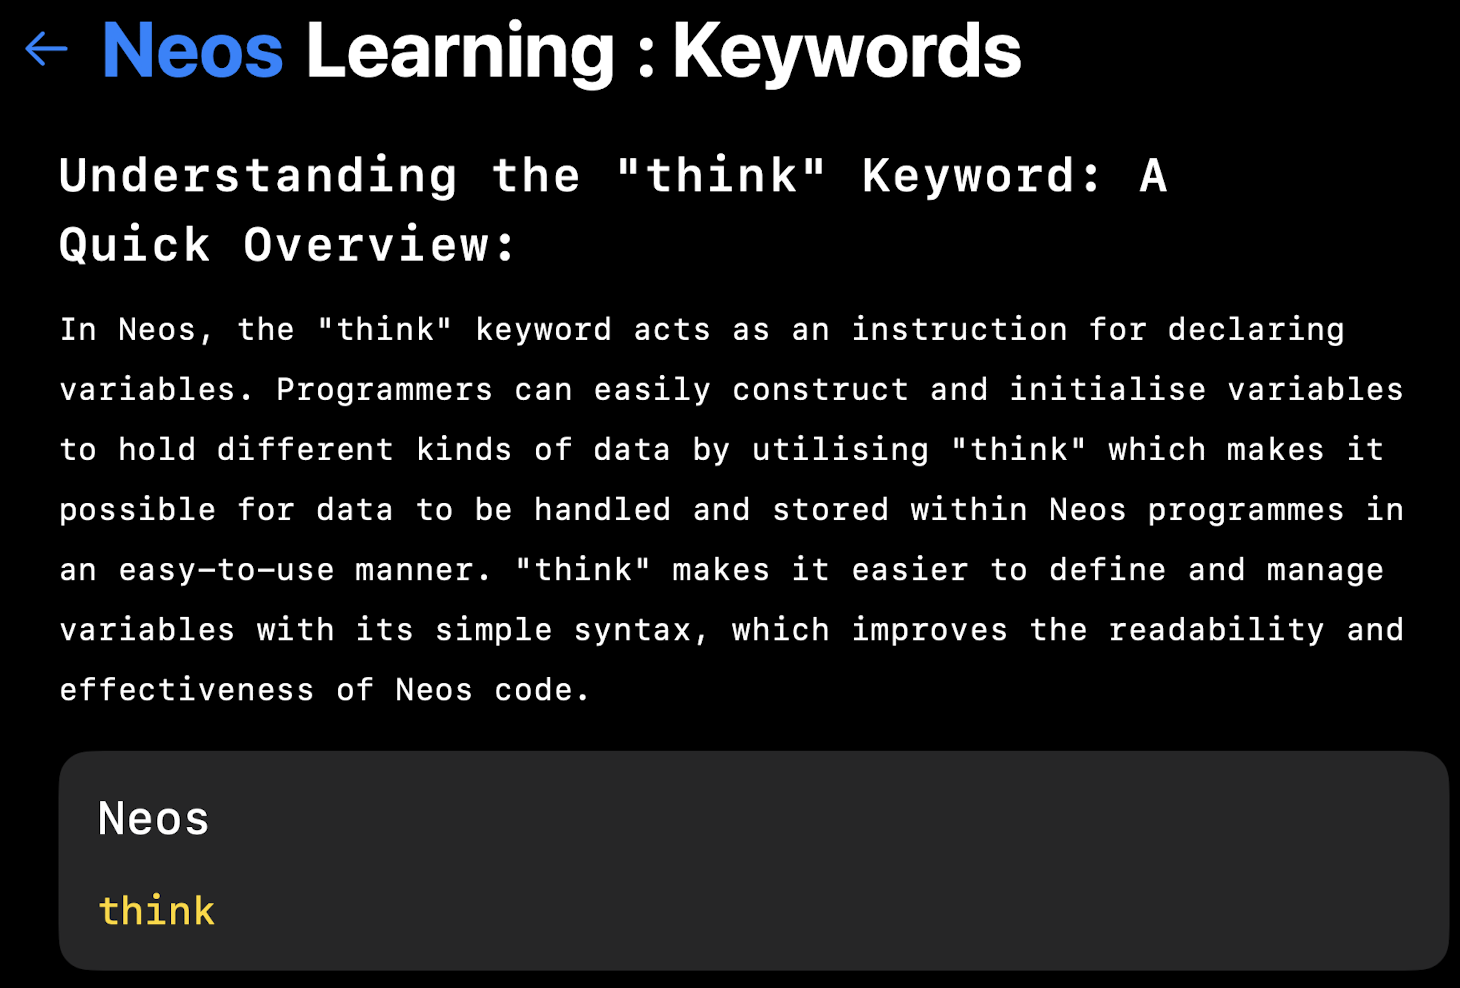 ← Neos Learning : Keywords
Understanding the "think" Keyword: A
Quick Overview:
In Neos, the "think" keyword acts as an instruction for declaring
variables. Programmers can easily construct and initialise variables
to hold different kinds of data by utilising "think" which makes it
possible for data to be handled and stored within Neos programmes in
an easy-to-use manner. "think" makes it easier to define and manage
variables with its simple syntax, which improves the readability and
effectiveness of Neos code.
Neos
think